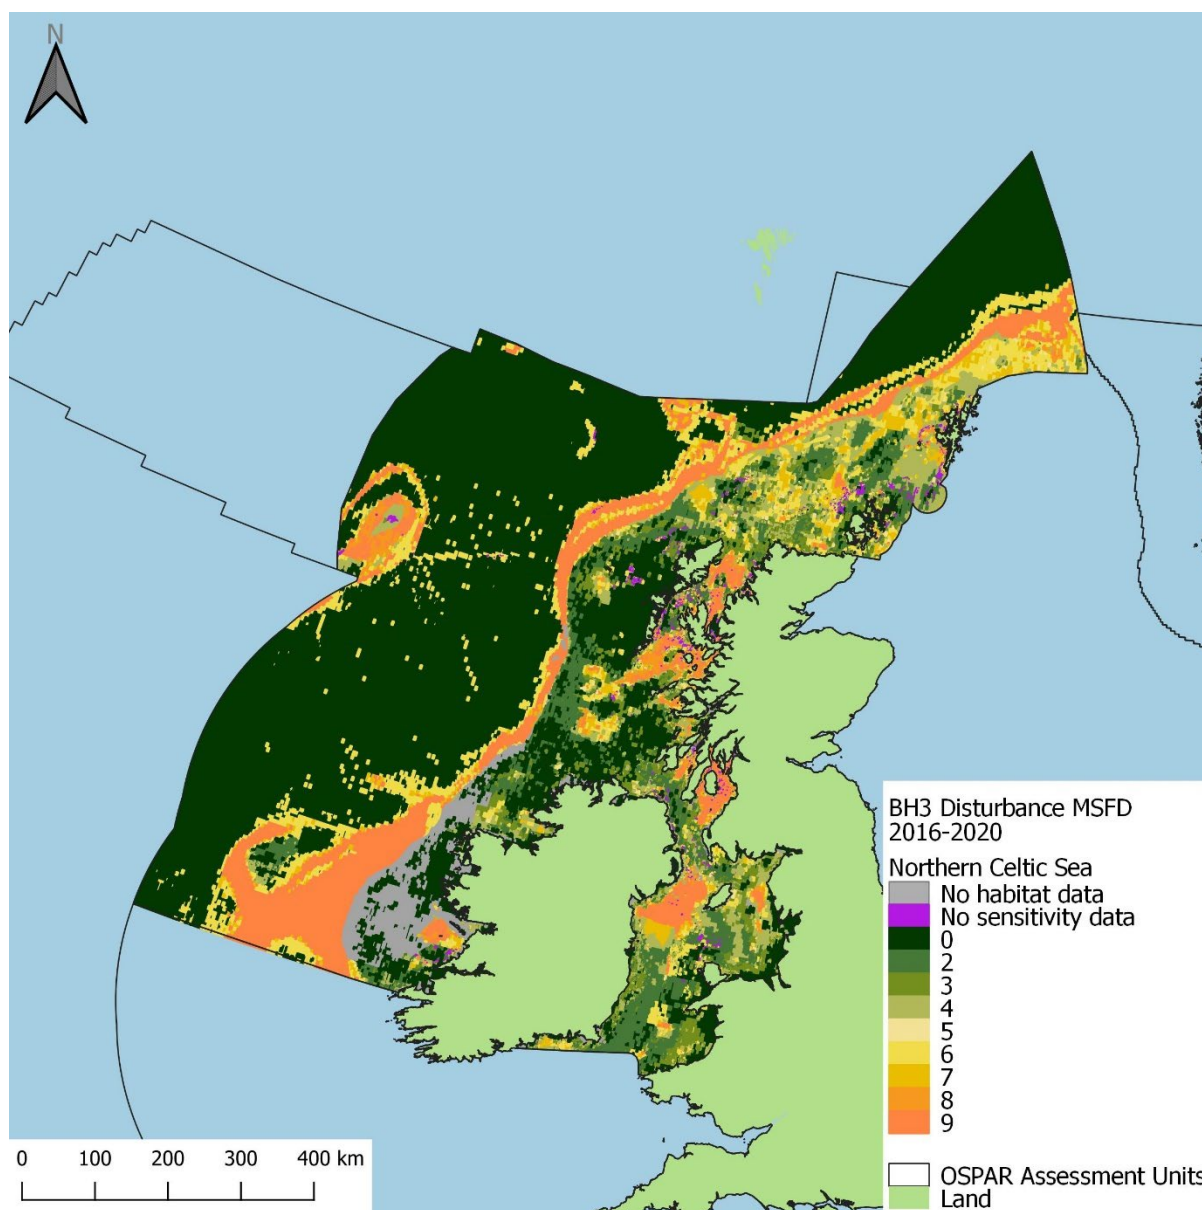 N
BH3 Disturbance MSFD
2016-2020
Northern Celtic Sea
No habitat data
No sensitivity data
0
2
3
4
5
6
7
8
9
OSPAR Assessment Units
Land
0 100 200 300 400 km